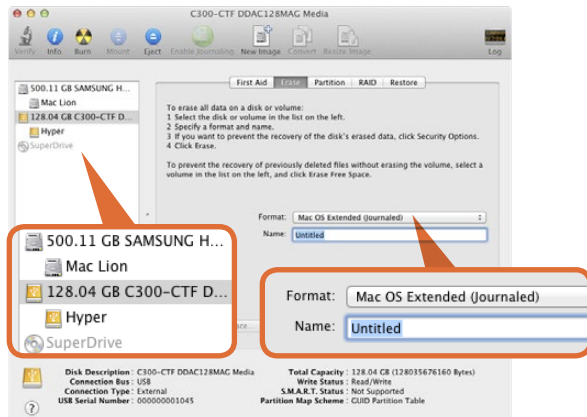 C300-CTF DDAC128MAG Media
Verify Info Burn Mount Eject Enable Journaling New Image Convert Resize Image Log
First Aid Erase Partition RAID Restore
500.11 GB SAMSUNG H...
Mac Lion
128.04 GB C300-CTF D...
Hyper
SuperDrive
To erase all data on a disk or volume:
1 Select the disk or volume in the list on the left.
2 Specify a format and name.
3 If you want to prevent the recovery of the disk's erased data, click Security Options.
4 Click Erase.
To prevent the recovery of previously deleted files without erasing the volume, select a
volume in the list on the left, and click Erase Free Space.
Format: Mac OS Extended (Journaled)
Name: Untitled
500.11 GB SAMSUNG H...
Mac Lion
128.04 GB C300-CTF D...
Hyper
SuperDrive
Format: Mac OS Extended (Journaled)
Name: Untitled
Disk Description : C300-CTF DDAC128MAG Media
Connection Bus : USB
Connection Type : External
USB Serial Number : 000000001045
Total Capacity : 128.04 GB (128035676160 Bytes)
Write Status : Read/Write
S.M.A.R.T. Status : Not Supported
Partition Map Scheme : GUID Partition Table
?